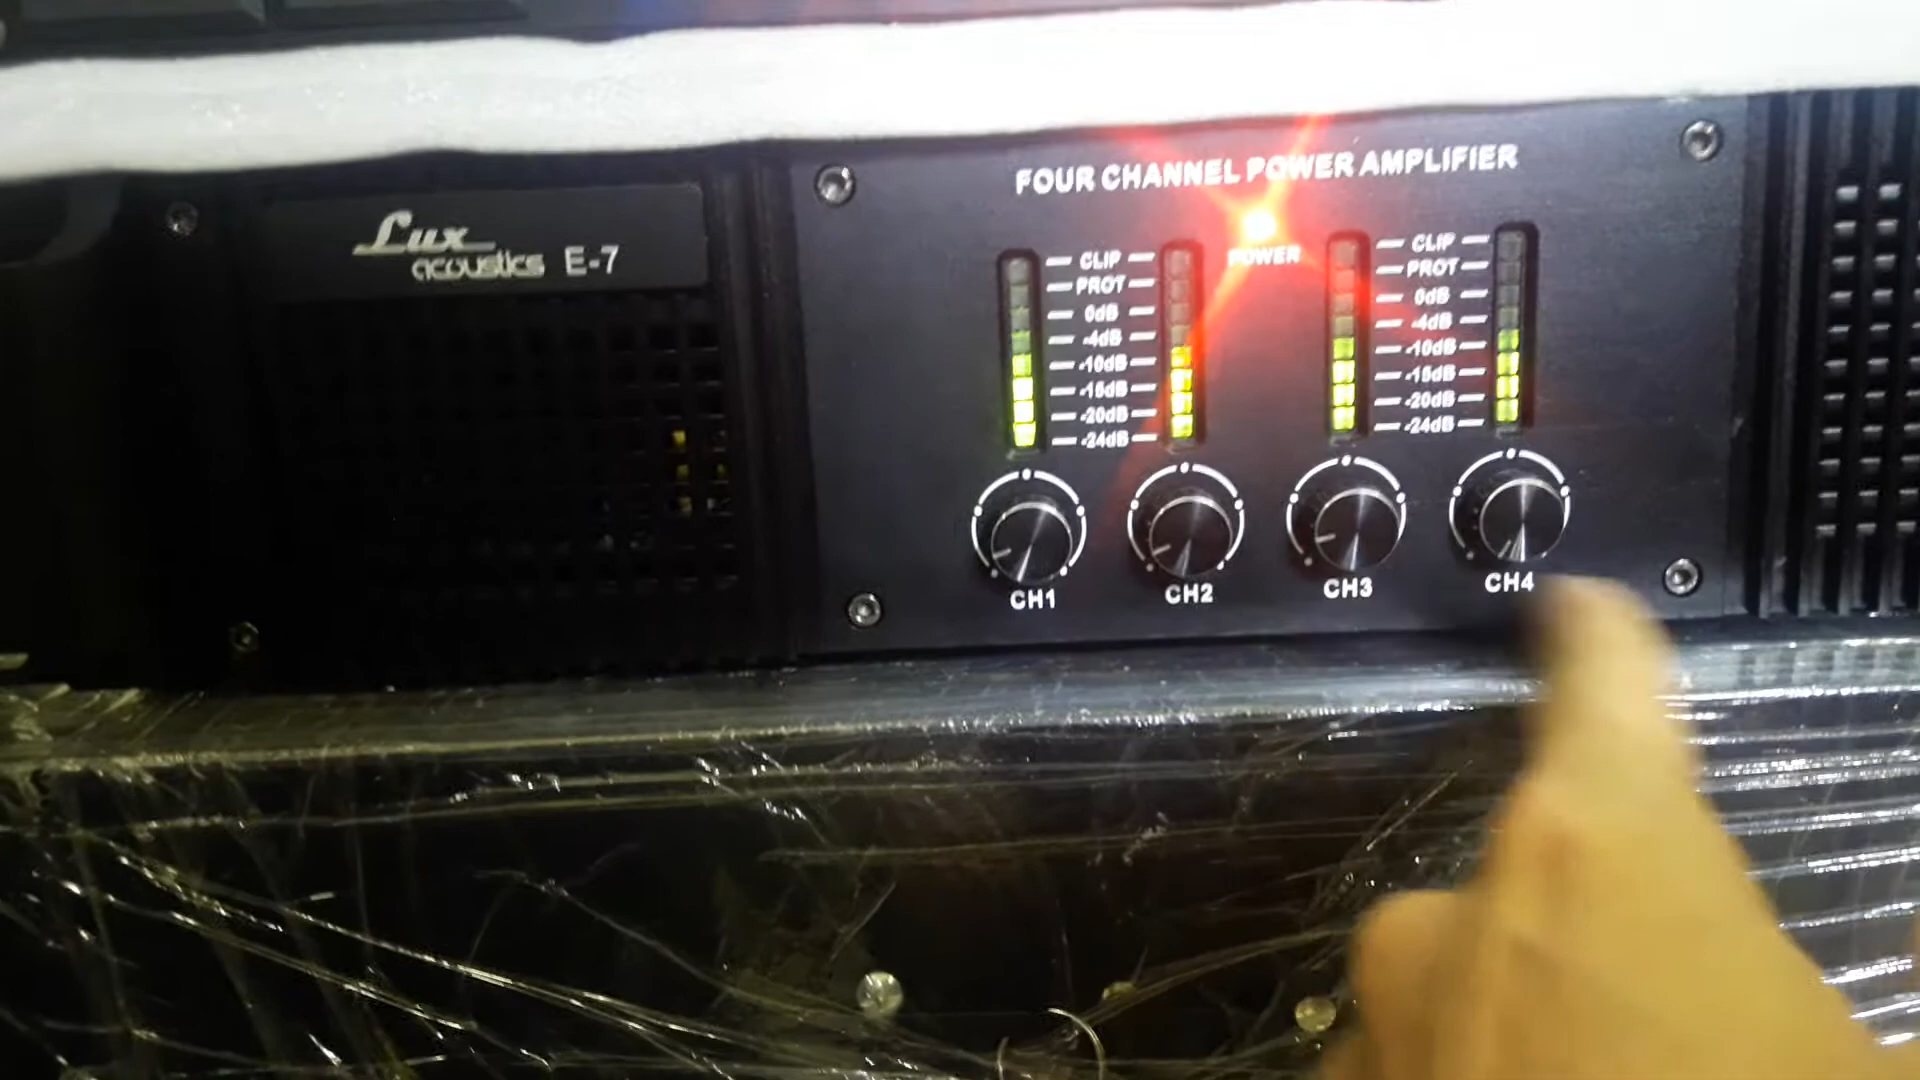 Lux
acoustics E-7
FOUR CHANNEL POWER AMPLIFIER
POWER
CLIP
PROT
0dB
-4dB
-10dB
-15dB
-20dB
-24dB
CLIP
PROT
0dB
-4dB
-10dB
-15dB
-20dB
-24dB
CH1
CH2
CH3
CH4